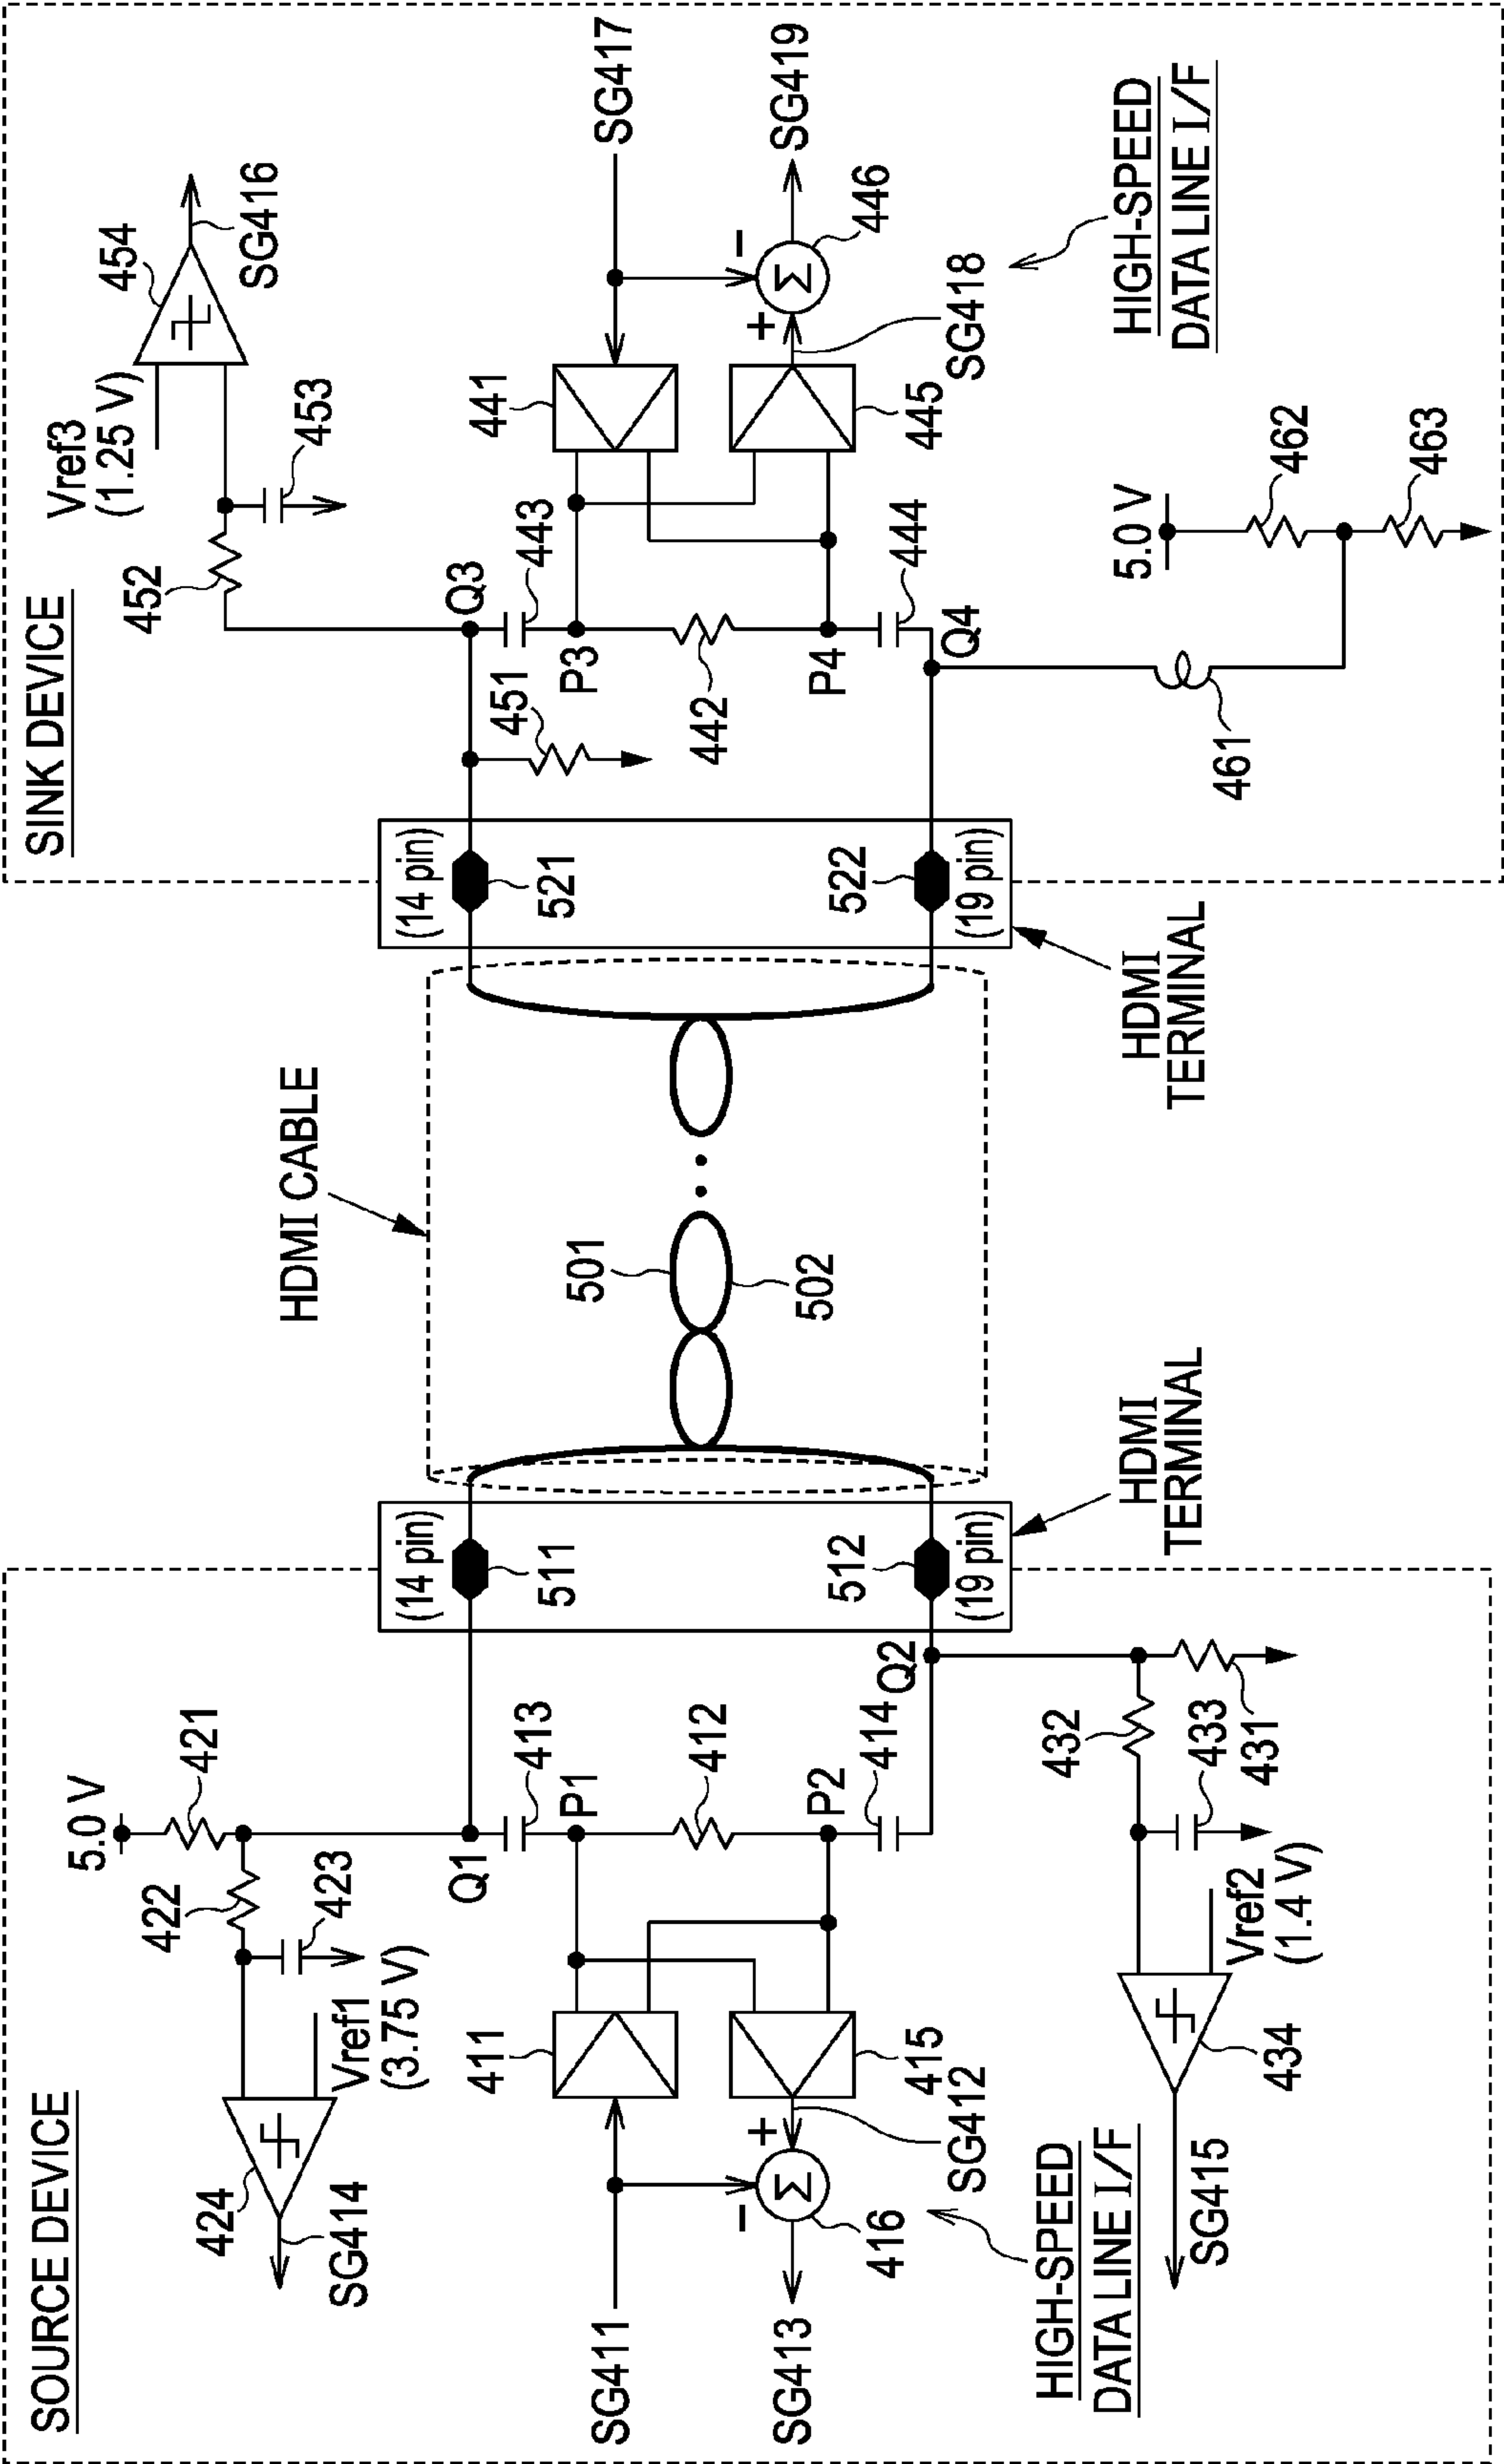 SOURCE DEVICE
5.0 V
421
422
423
424
SG414
Vref1
(3.75 V)
Q1
413
P1
412
P2
414
Q2
411
415
SG411
SG412
SG413
416
+
−
Σ
HIGH-SPEED
DATA LINE I/F
432
433
431
Vref2
(1.4 V)
434
SG415
(14 pin)
511
512
(19 pin)
HDMI
TERMINAL
HDMI CABLE
501
502
(14 pin)
521
522
(19 pin)
HDMI
TERMINAL
SINK DEVICE
452
Vref3
(1.25 V)
453
454
SG416
Q3
443
451
P3
442
P4
444
Q4
441
445
SG417
SG418
SG419
446
−
+
Σ
HIGH-SPEED
DATA LINE I/F
5.0 V
462
463
461